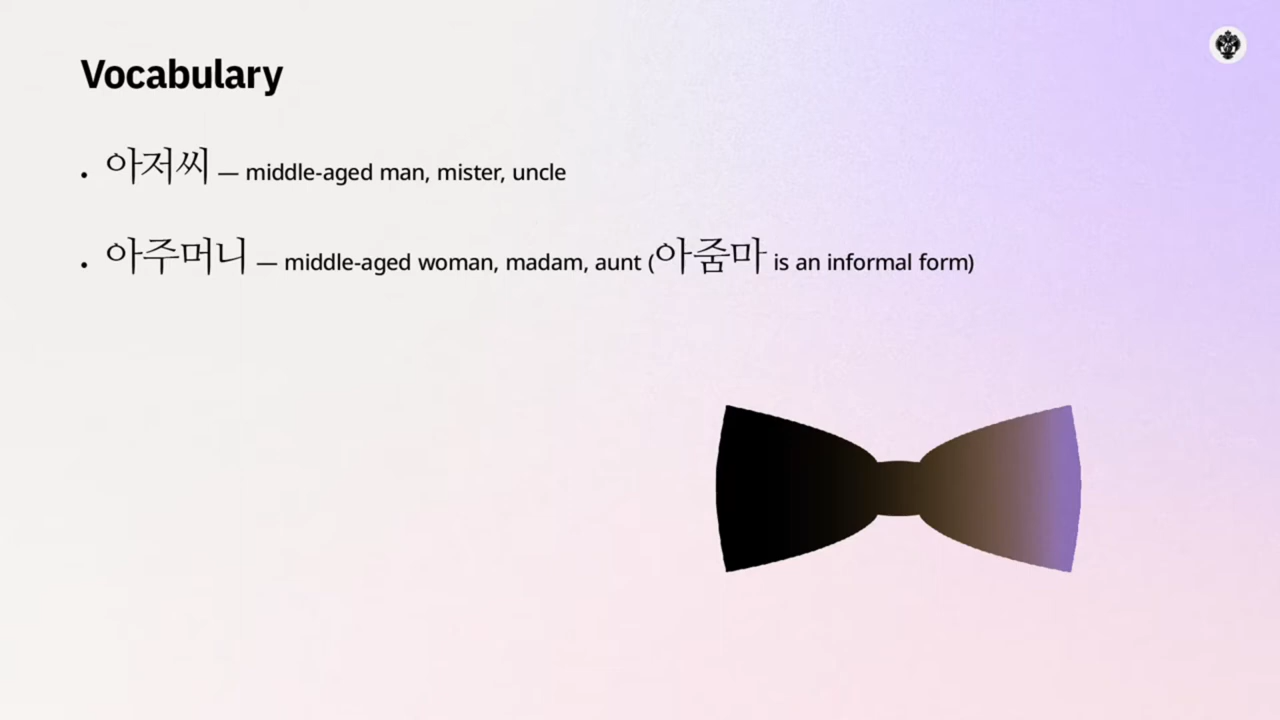 Vocabulary
• 아저씨 — middle-aged man, mister, uncle
• 아주머니 — middle-aged woman, madam, aunt (아줌마 is an informal form)